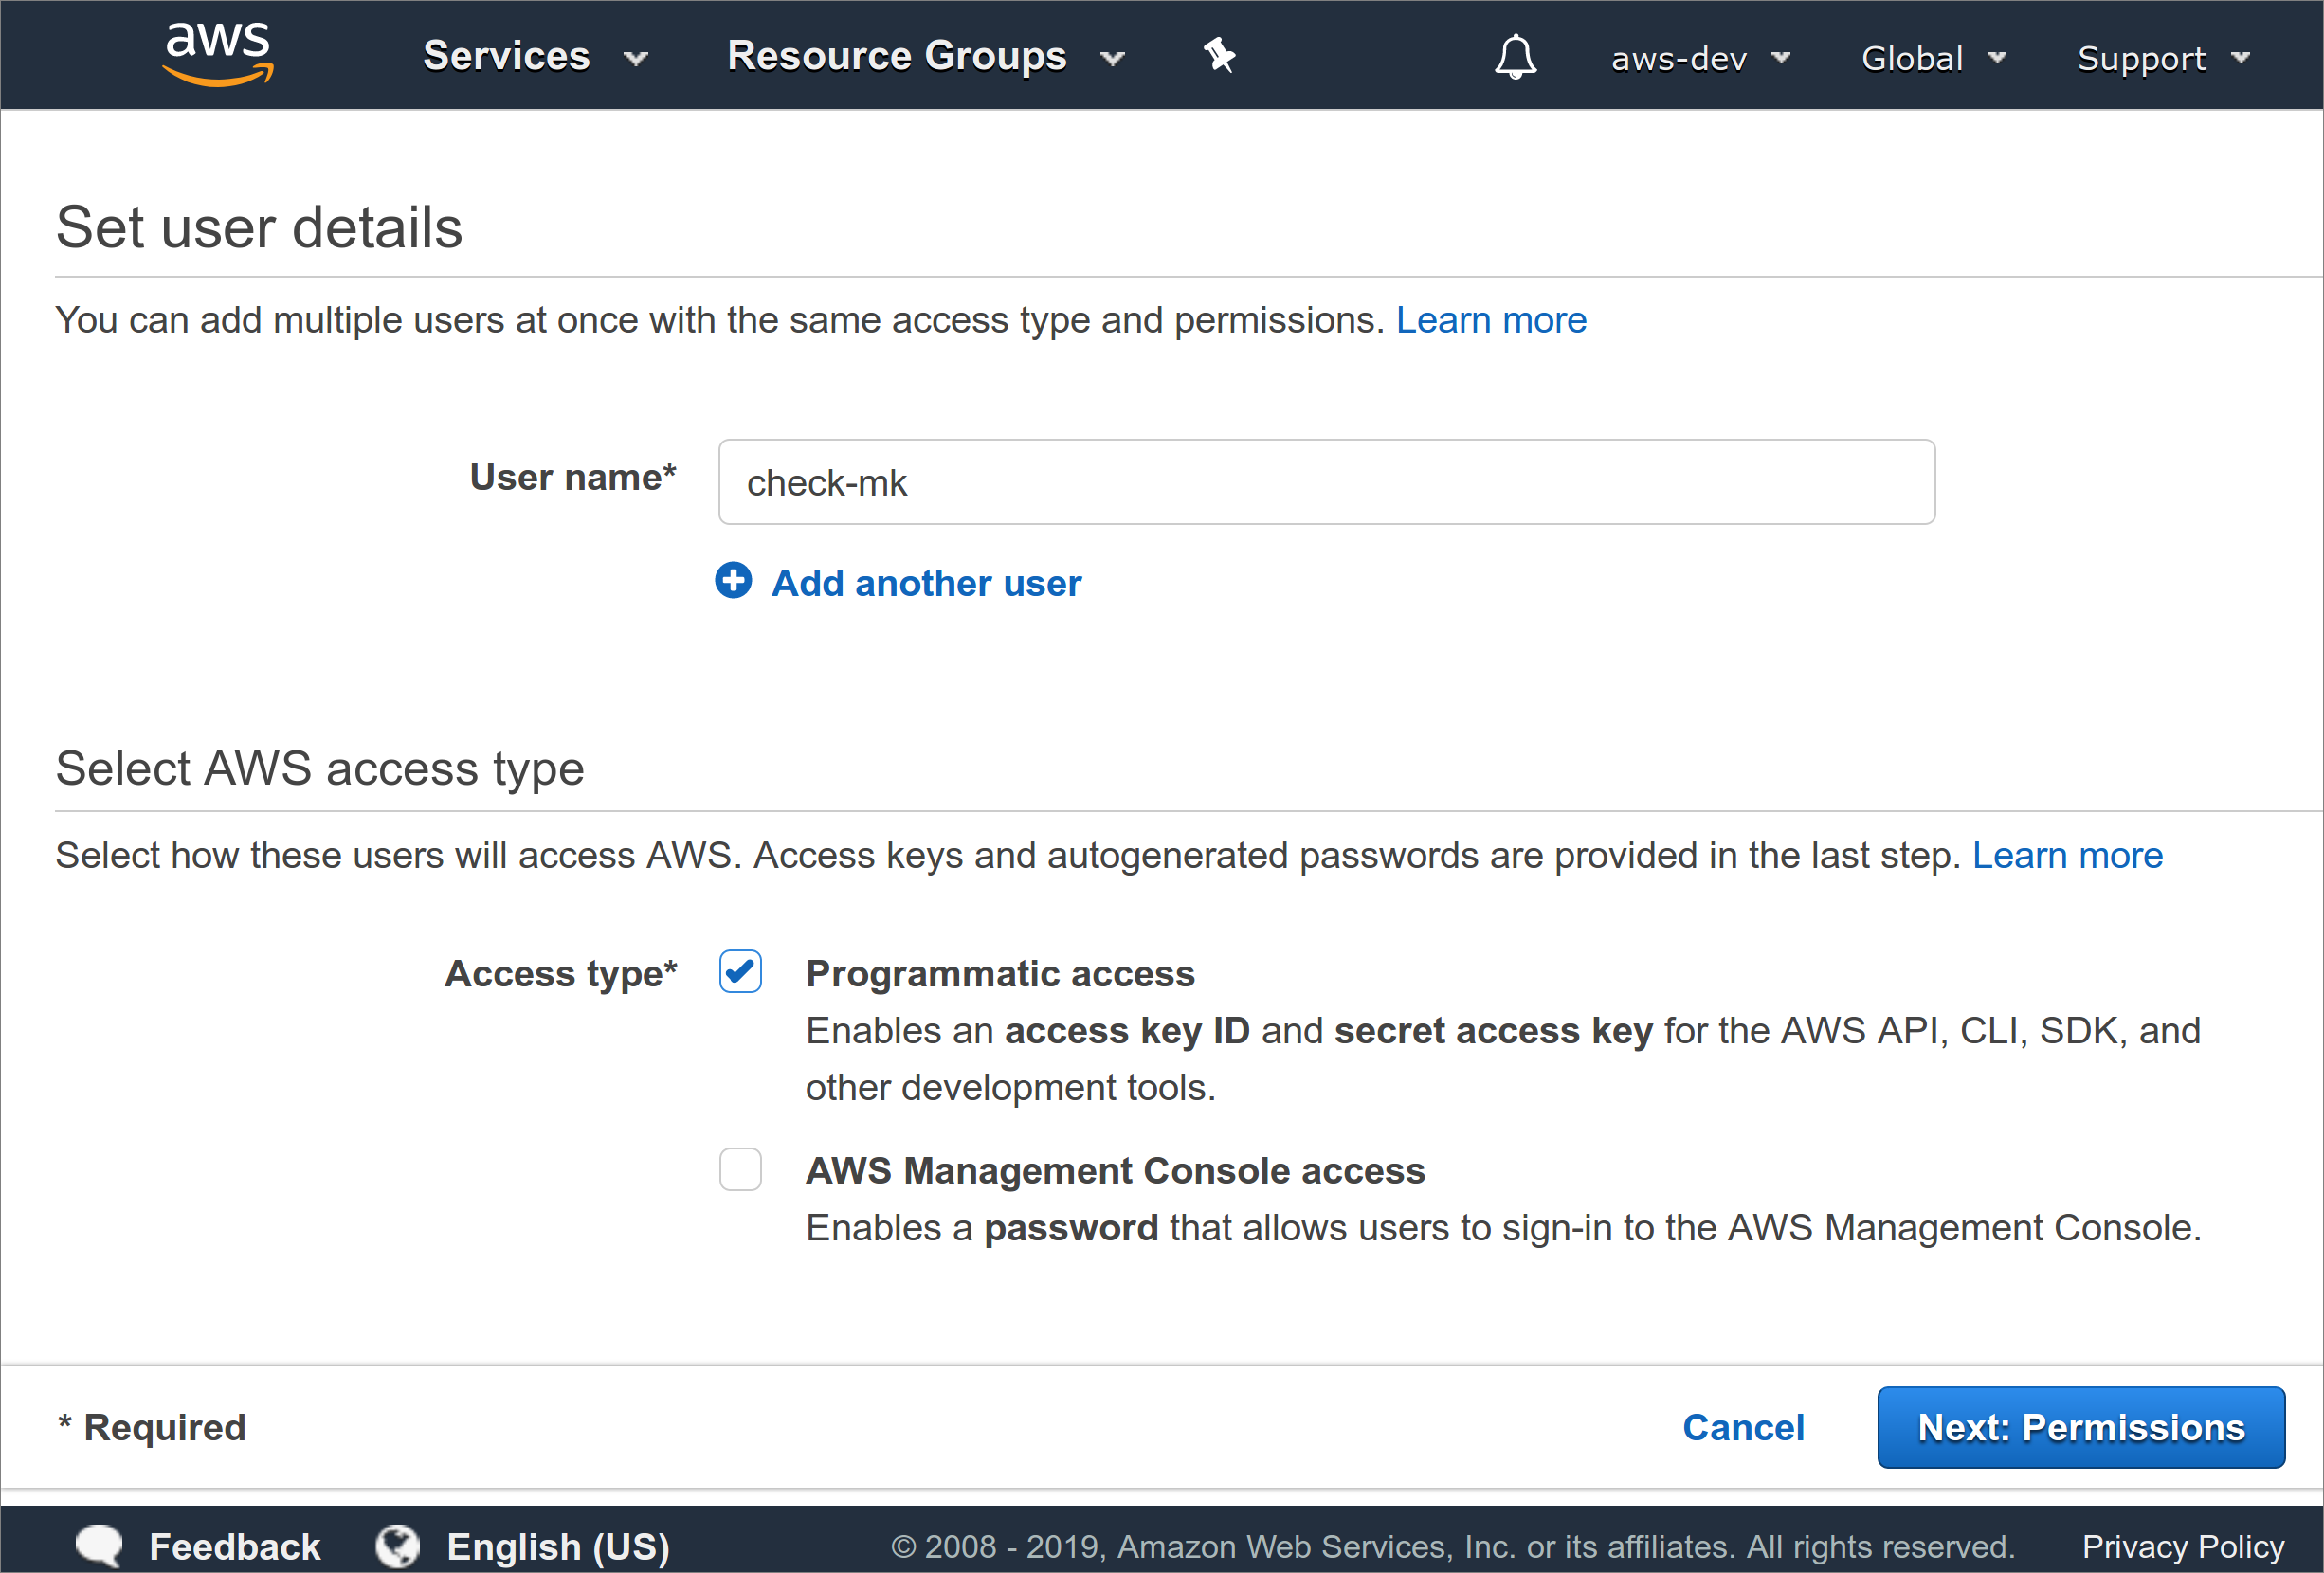 aws Services Resource Groups aws-dev Global Support
Set user details
You can add multiple users at once with the same access type and permissions. Learn more
User name* check-mk
Add another user
Select AWS access type
Select how these users will access AWS. Access keys and autogenerated passwords are provided in the last step. Learn more
Access type* Programmatic access
Enables an access key ID and secret access key for the AWS API, CLI, SDK, and
other development tools.
AWS Management Console access
Enables a password that allows users to sign-in to the AWS Management Console.
* Required Cancel Next: Permissions
Feedback English (US) © 2008 - 2019, Amazon Web Services, Inc. or its affiliates. All rights reserved. Privacy Policy